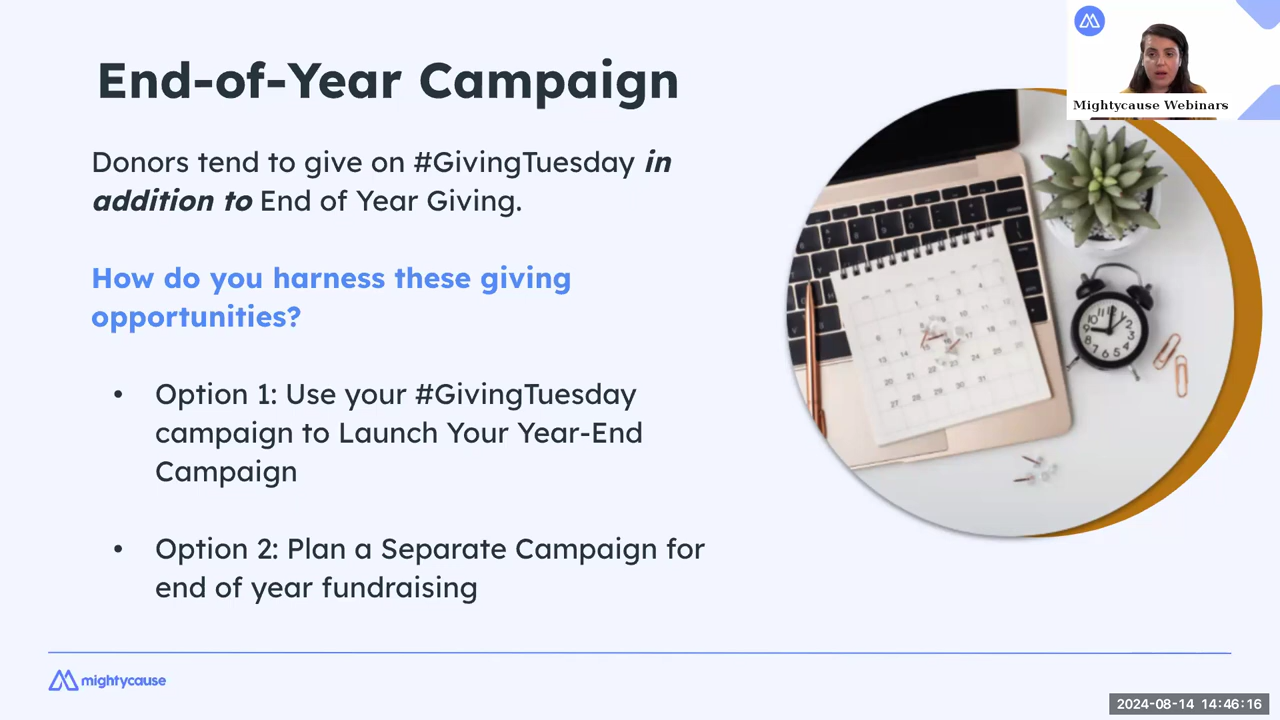 End-of-Year Campaign
Mightycause Webinars
Donors tend to give on #GivingTuesday in
addition to End of Year Giving.
How do you harness these giving
opportunities?
• Option 1: Use your #GivingTuesday
campaign to Launch Your Year-End
Campaign
• Option 2: Plan a Separate Campaign for
end of year fundraising
mightycause
2024-08-14 14:46:16